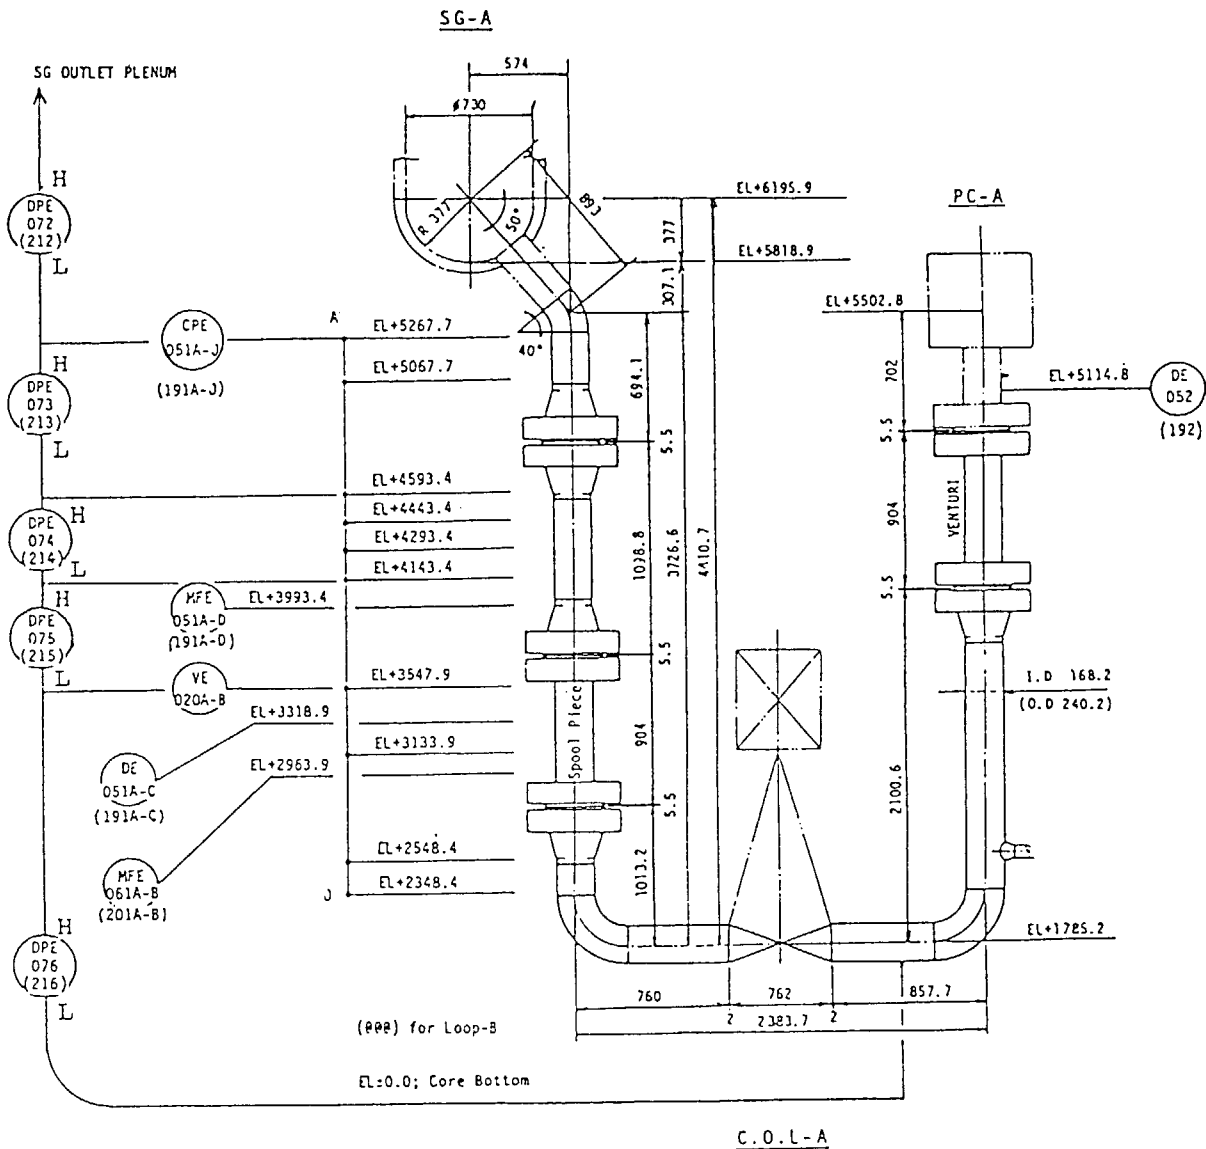 SG-A
574
SG OUTLET PLENUM
ø730
H
DPE
072
(212)
L
R 377
50°
893
EL+6195.9
377
EL+5818.9
307.1
PC-A
EL+5502.8
A
CPE
051A-J
(191A-J)
EL+5267.7
40°
EL+5067.7
694.1
702
EL+5114.8
DE
052
(192)
H
DPE
073
(213)
L
5.5
5.5
EL+4593.4
EL+4443.4
EL+4293.4
EL+4143.4
H
DPE
074
(214)
L
1098.8
3726.6
4410.7
904
VENTURI
5.5
H
DPE
075
(215)
L
MFE
051A-D
(191A-D)
EL+3993.4
VE
020A-B
EL+3547.9
5.5
I.D 168.2
(O.D 240.2)
EL+3318.9
EL+3133.9
Spool Piece
904
DE
051A-C
(191A-C)
EL+2963.9
5.5
2100.6
MFE
061A-B
(201A-B)
EL+2548.4
J
EL+2348.4
1013.2
H
DPE
076
(216)
L
EL+1785.2
760
762
857.7
2
2383.7
2
(@@@) for Loop-B
EL=0.0; Core Bottom
C.O.L-A